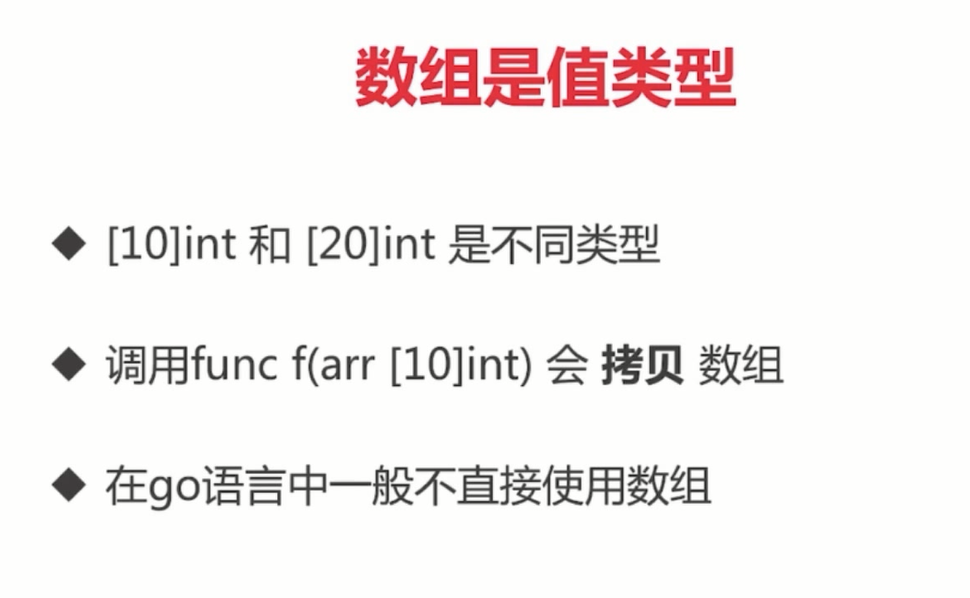 数组是值类型
◆ [10]int 和 [20]int 是不同类型
◆ 调用func f(arr [10]int) 会 拷贝 数组
◆ 在go语言中一般不直接使用数组